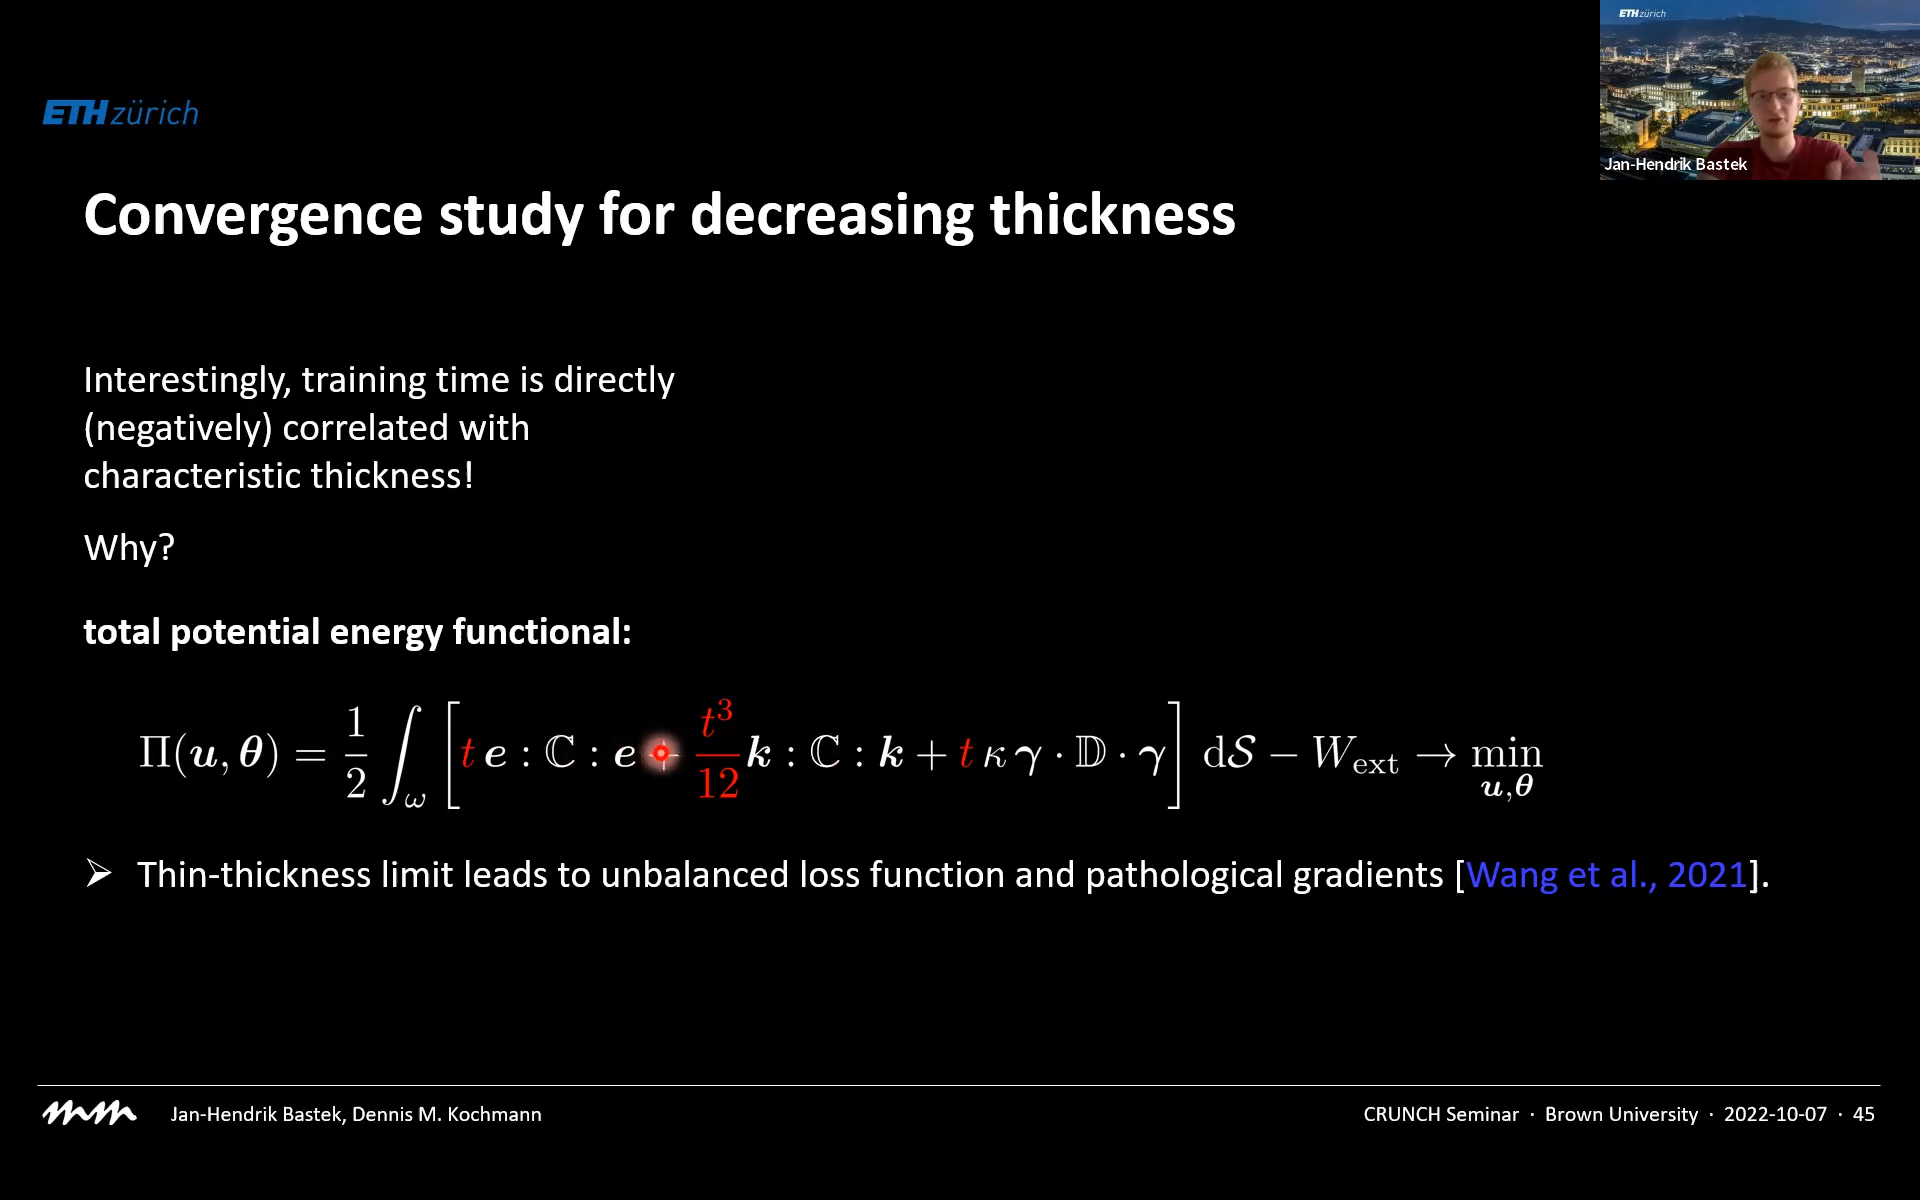 ETH zürich
Jan-Hendrik Bastek
ETH zürich
Convergence study for decreasing thickness
Interestingly, training time is directly
(negatively) correlated with
characteristic thickness!
Why?
total potential energy functional:
Π(u, θ) = 1/2 ∫_ω [t e : ℂ : e + t³/12 k : ℂ : k + t κ γ · 𝔻 · γ] d𝒮 − W_ext → min_{u,θ}
➢ Thin-thickness limit leads to unbalanced loss function and pathological gradients [Wang et al., 2021].
Jan-Hendrik Bastek, Dennis M. Kochmann
CRUNCH Seminar · Brown University · 2022-10-07 · 45